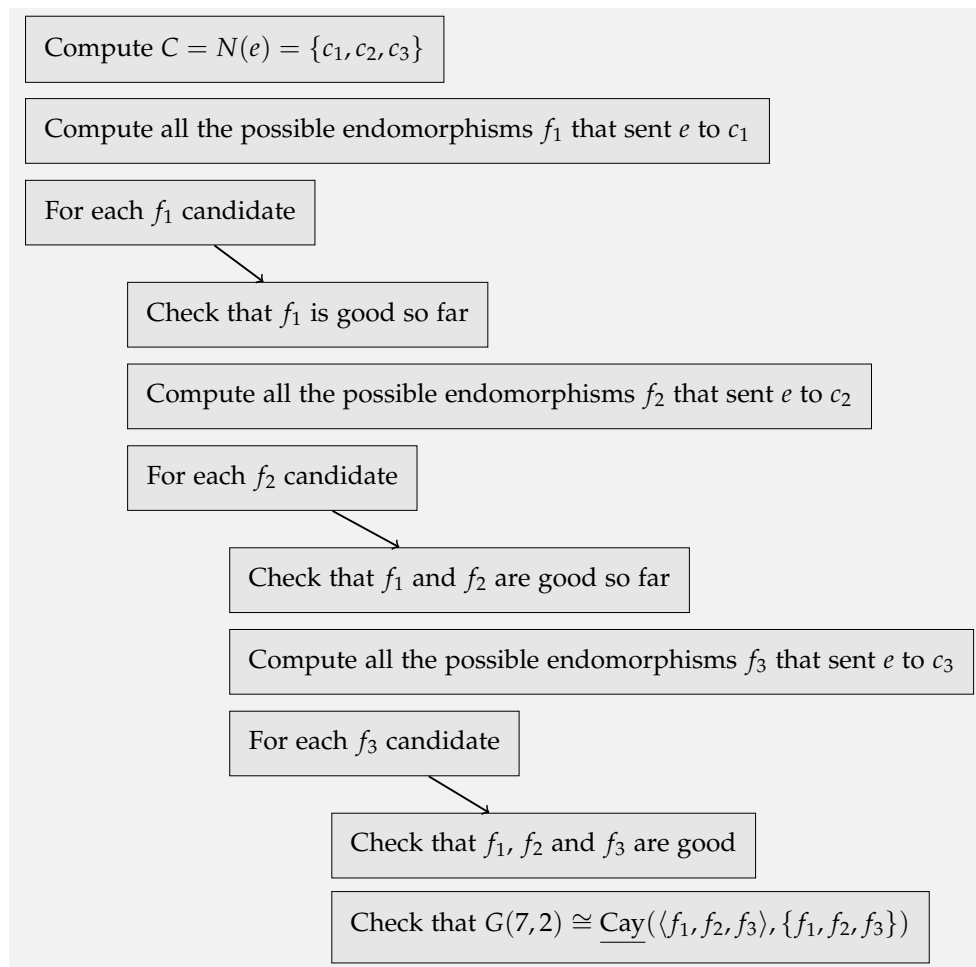 Compute C = N(e) = {c₁, c₂, c₃}
Compute all the possible endomorphisms f₁ that sent e to c₁
For each f₁ candidate
Check that f₁ is good so far
Compute all the possible endomorphisms f₂ that sent e to c₂
For each f₂ candidate
Check that f₁ and f₂ are good so far
Compute all the possible endomorphisms f₃ that sent e to c₃
For each f₃ candidate
Check that f₁, f₂ and f₃ are good
Check that G(7, 2) ≅ Cay(⟨f₁, f₂, f₃⟩, {f₁, f₂, f₃})